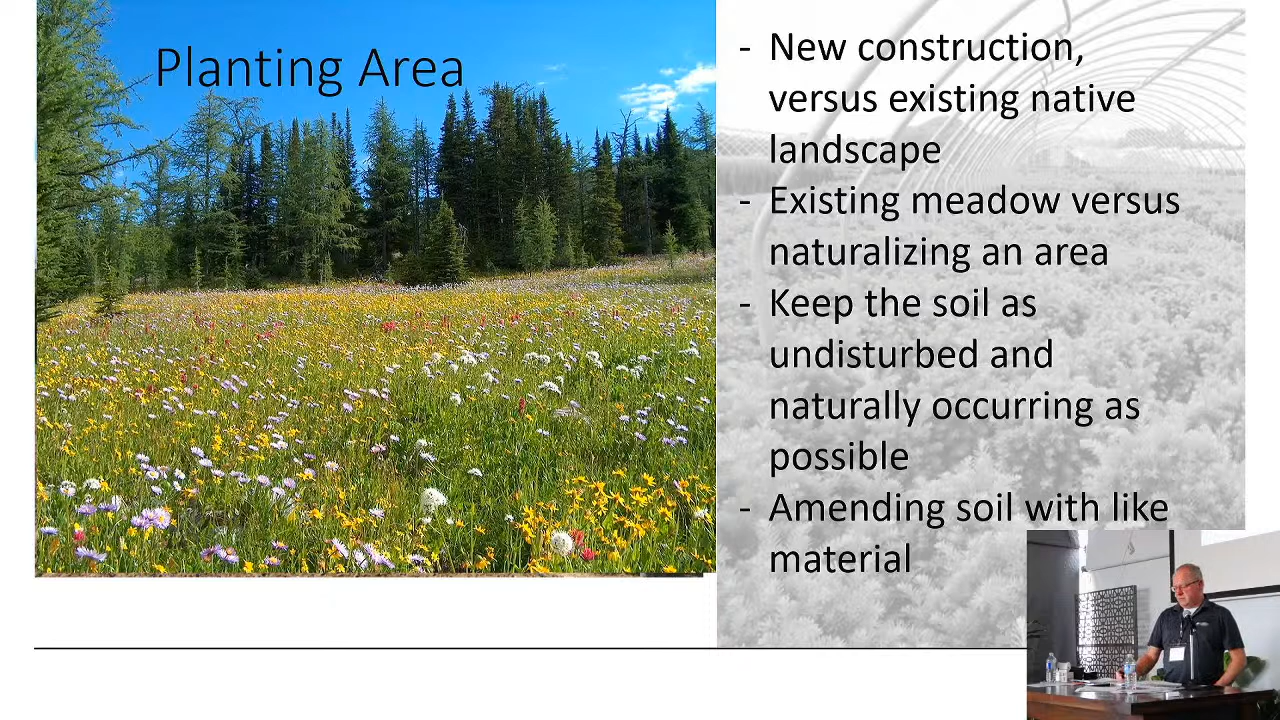 Planting Area
- New construction,
versus existing native
landscape
- Existing meadow versus
naturalizing an area
- Keep the soil as
undisturbed and
naturally occurring as
possible
- Amending soil with like
material